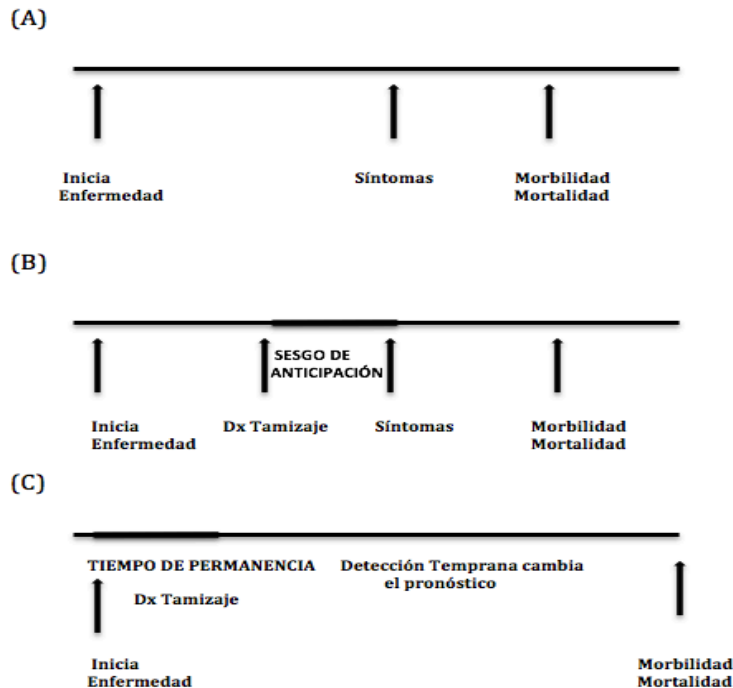 (A)
Inicia
Enfermedad
Síntomas
Morbilidad
Mortalidad
(B)
SESGO DE
ANTICIPACIÓN
Inicia
Enfermedad
Dx Tamizaje
Síntomas
Morbilidad
Mortalidad
(C)
TIEMPO DE PERMANENCIA
Dx Tamizaje
Detección Temprana cambia
el pronóstico
Inicia
Enfermedad
Morbilidad
Mortalidad